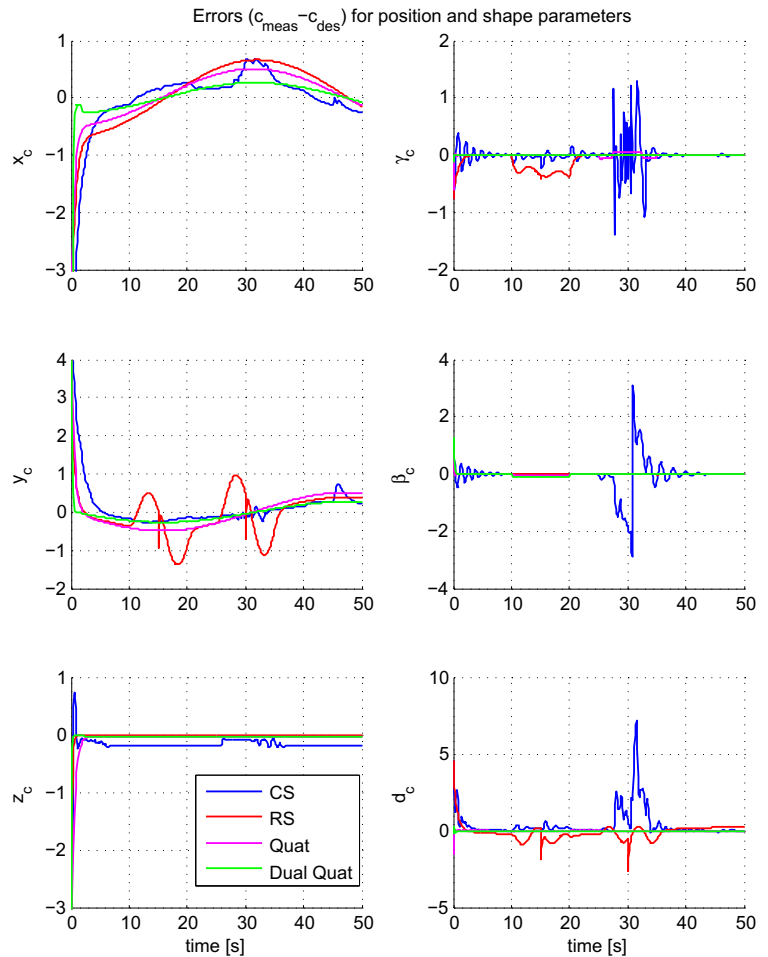 Errors (c_meas−c_des) for position and shape parameters
1
0
−1
−2
−3
x_c
0 10 20 30 40 50
2
1
0
−1
−2
γ_c
0 10 20 30 40 50
4
3
2
1
0
−1
−2
y_c
0 10 20 30 40 50
4
2
0
−2
−4
β_c
0 10 20 30 40 50
1
0
−1
−2
−3
z_c
CS
RS
Quat
Dual Quat
0 10 20 30 40 50
time [s]
10
5
0
−5
d_c
0 10 20 30 40 50
time [s]